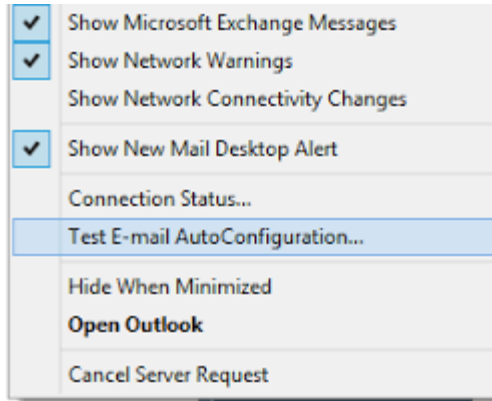 Show Microsoft Exchange Messages
Show Network Warnings
Show Network Connectivity Changes
Show New Mail Desktop Alert
Connection Status...
Test E-mail AutoConfiguration...
Hide When Minimized
Open Outlook
Cancel Server Request